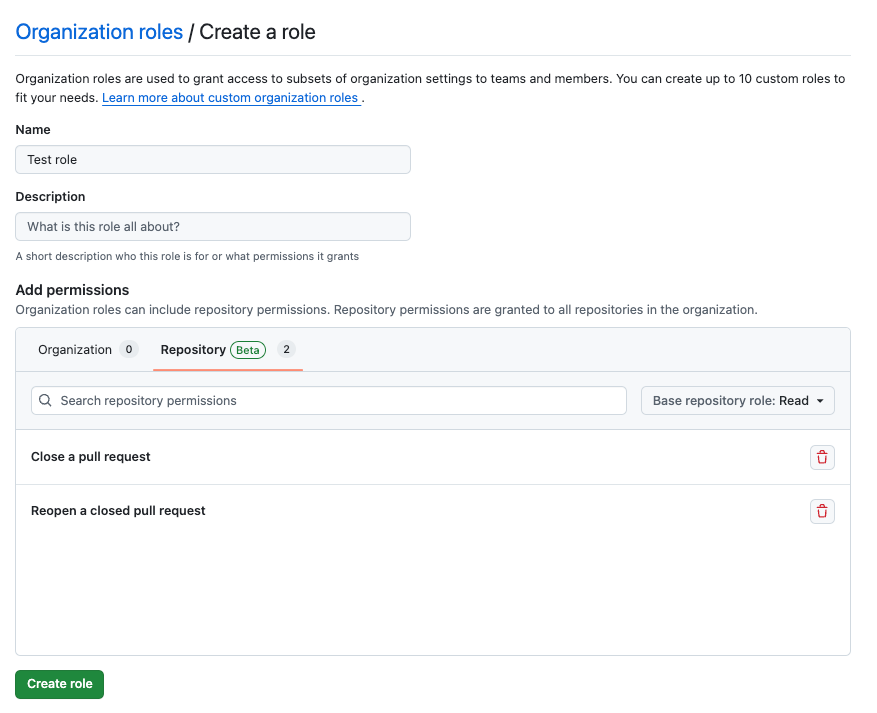 Organization roles / Create a role
Organization roles are used to grant access to subsets of organization settings to teams and members. You can create up to 10 custom roles to
fit your needs. Learn more about custom organization roles .
Name
Test role
Description
What is this role all about?
A short description who this role is for or what permissions it grants
Add permissions
Organization roles can include repository permissions. Repository permissions are granted to all repositories in the organization.
Organization 0 Repository Beta 2
Search repository permissions Base repository role: Read
Close a pull request
Reopen a closed pull request
Create role